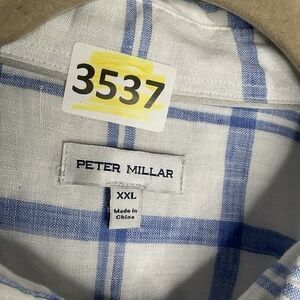 3537
PETER MILLAR
XXL
Made in
China